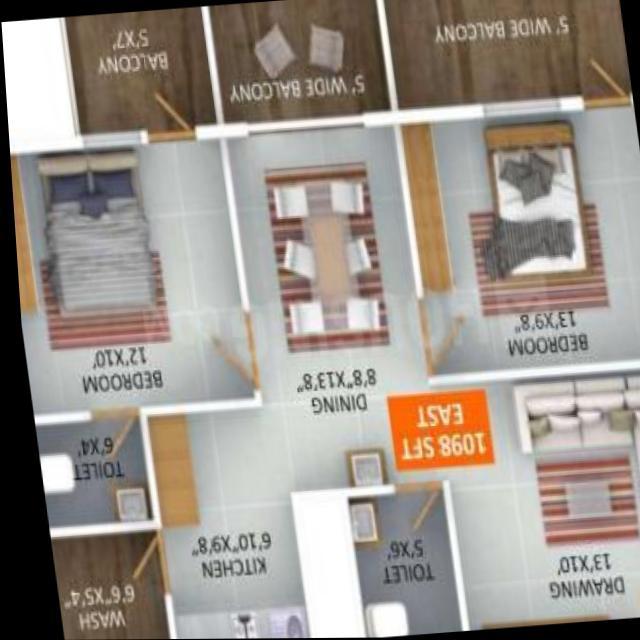 DRAWING
13'X10'
TOILET
5'X6'
KITCHEN
6'10"X9'8"
WASH
6'6"X5'4"
1098 SFT
EAST
DINING
8'8"X13'8"
TOILET
6'X4'
BEDROOM
13'X9'8"
BEDROOM
12'X10'
5' WIDE BALCONY
5' WIDE BALCONY
BALCONY
5'X7'